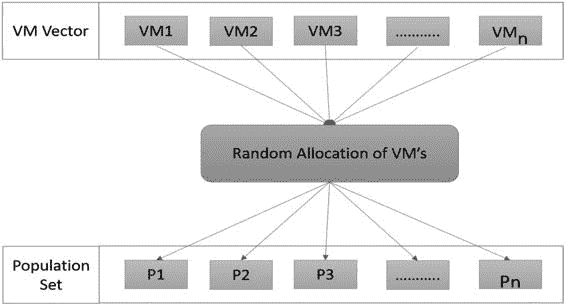 VM Vector
VM1 VM2 VM3 ........... VMn
Random Allocation of VM's
Population
Set
P1 P2 P3 ........... Pn